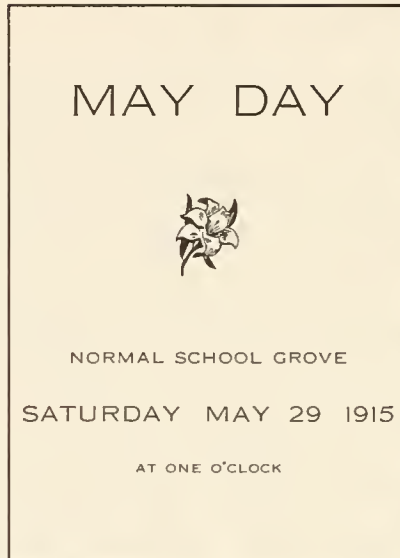 MAY DAY
NORMAL SCHOOL GROVE
SATURDAY MAY 29 1915
AT ONE O'CLOCK